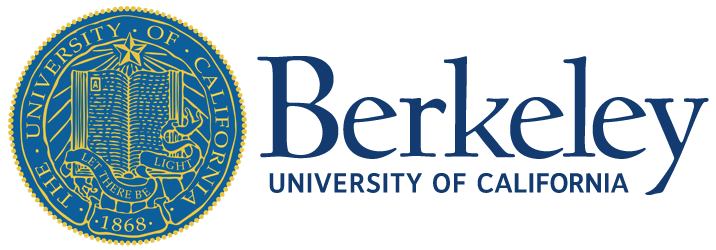 · THE · UNIVERSITY · OF · CALIFORNIA ·
A
LET THERE BE
LIGHT
· 1868 ·
Berkeley
UNIVERSITY OF CALIFORNIA